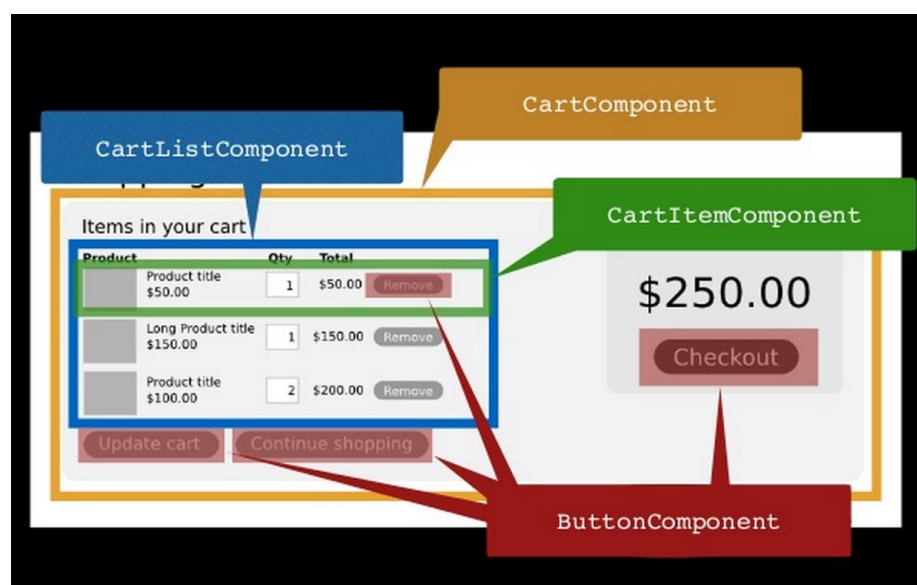 CartComponent
CartListComponent
CartItemComponent
Items in your cart
Product Qty Total
Product title
$50.00
1 $50.00 Remove
Long Product title
$150.00
1 $150.00 Remove
Product title
$100.00
2 $200.00 Remove
Update cart Continue shopping
$250.00
Checkout
ButtonComponent